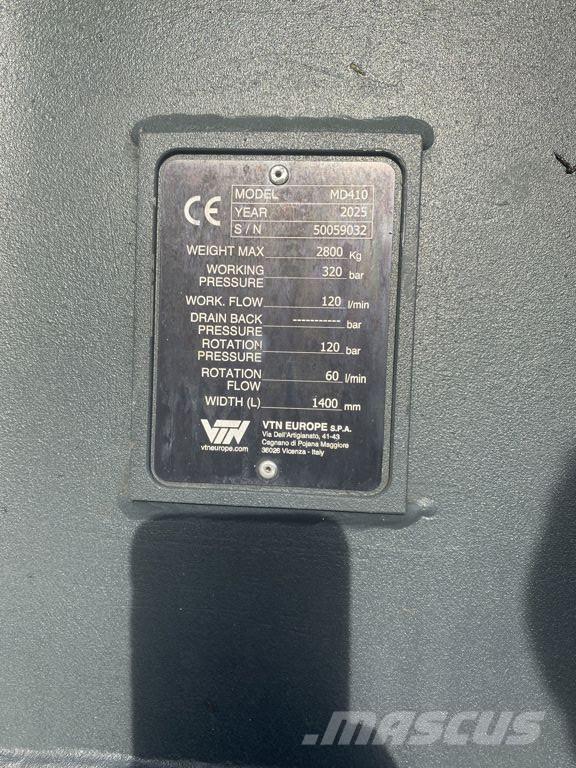 CE
MODEL MD410
YEAR 2025
S / N 50059032
WEIGHT MAX 2800 Kg
WORKING
PRESSURE 320 bar
WORK. FLOW 120 l/min
DRAIN BACK
PRESSURE ----------- bar
ROTATION
PRESSURE 120 bar
ROTATION
FLOW 60 l/min
WIDTH (L) 1400 mm
VTN
vtneurope.com
VTN EUROPE S.P.A.
Via Dell'Artigianato, 41-43
Cagnano di Pojana Maggiore
36026 Vicenza - Italy
MASCUS